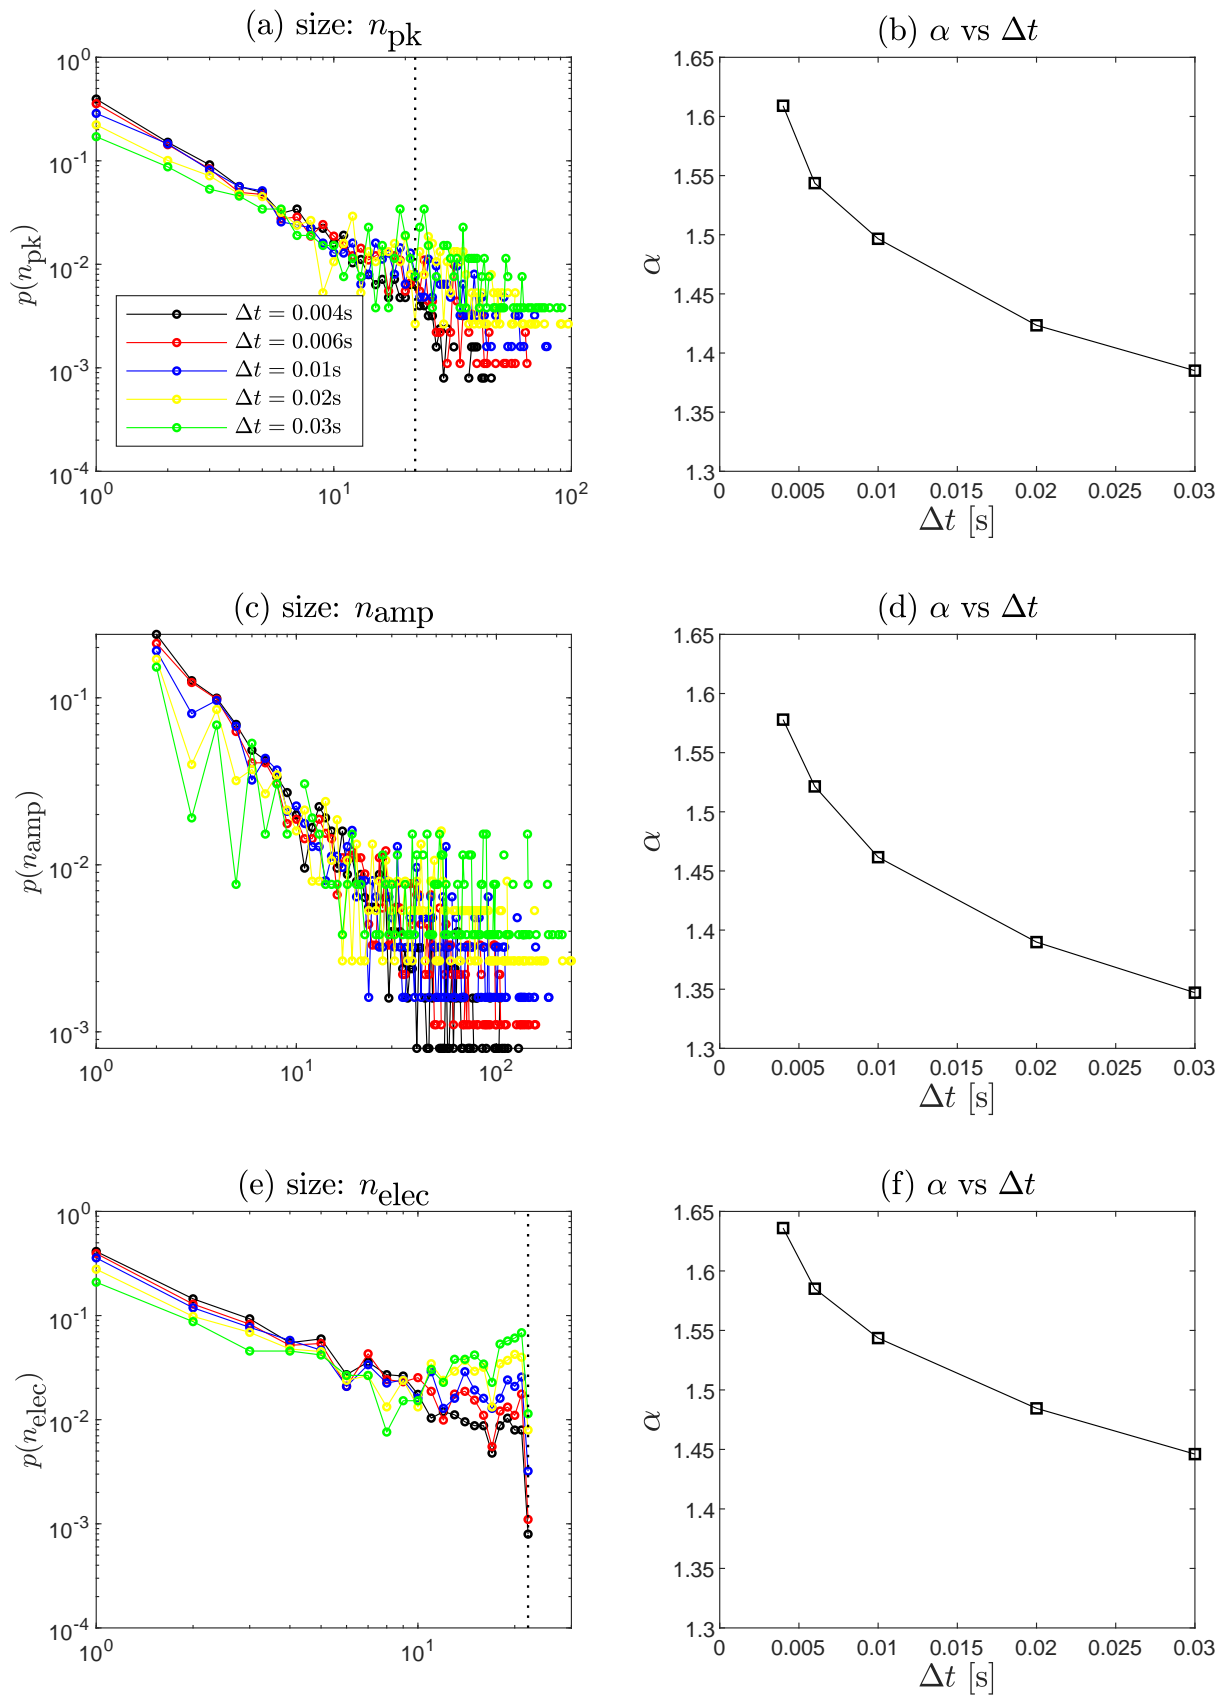 (a) size: n_pk
(b) α vs Δt
10^0
10^-1
10^-2
10^-3
10^-4
p(n_pk)
Δt = 0.004s
Δt = 0.006s
Δt = 0.01s
Δt = 0.02s
Δt = 0.03s
10^0 10^1 10^2
1.65
1.6
1.55
1.5
1.45
1.4
1.35
1.3
α
0 0.005 0.01 0.015 0.02 0.025 0.03
Δt [s]
(c) size: n_amp
(d) α vs Δt
10^-1
10^-2
10^-3
p(n_amp)
10^0 10^1 10^2
1.65
1.6
1.55
1.5
1.45
1.4
1.35
1.3
α
0 0.005 0.01 0.015 0.02 0.025 0.03
Δt [s]
(e) size: n_elec
(f) α vs Δt
10^0
10^-1
10^-2
10^-3
10^-4
p(n_elec)
10^0 10^1
1.65
1.6
1.55
1.5
1.45
1.4
1.35
1.3
α
0 0.005 0.01 0.015 0.02 0.025 0.03
Δt [s]